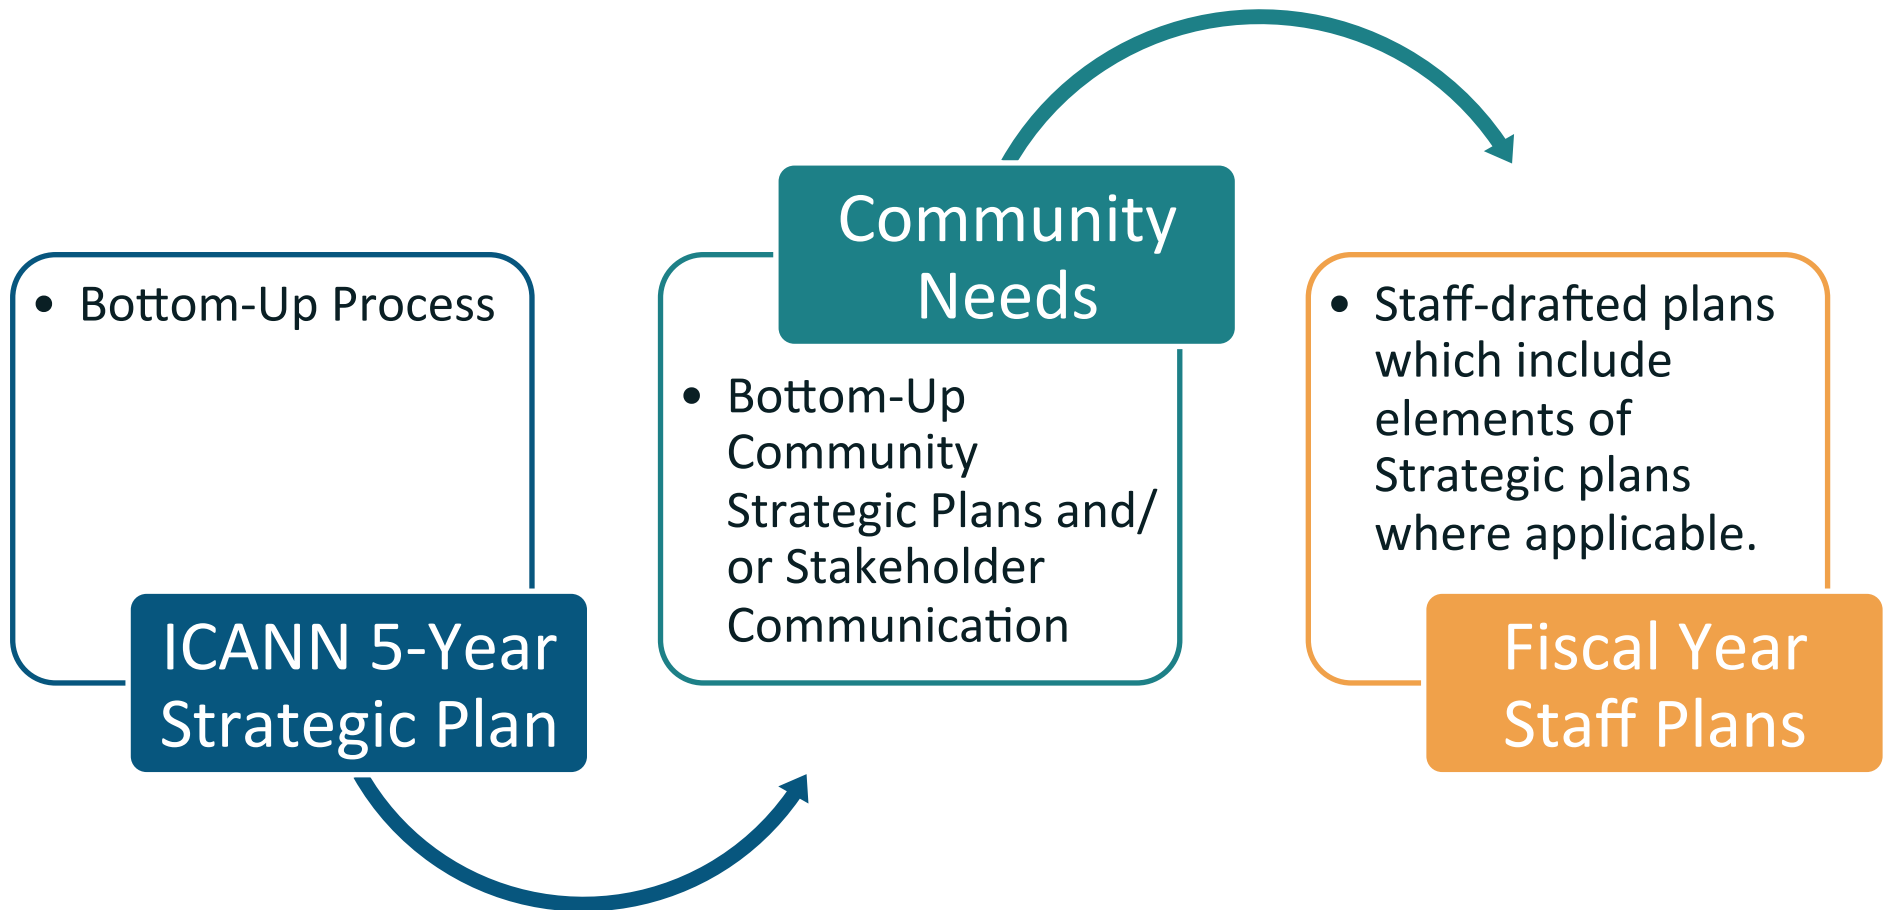 • Bottom-Up Process
ICANN 5-Year
Strategic Plan
Community
Needs
• Bottom-Up
Community
Strategic Plans and/
or Stakeholder
Communication
• Staff-drafted plans
which include
elements of
Strategic plans
where applicable.
Fiscal Year
Staff Plans